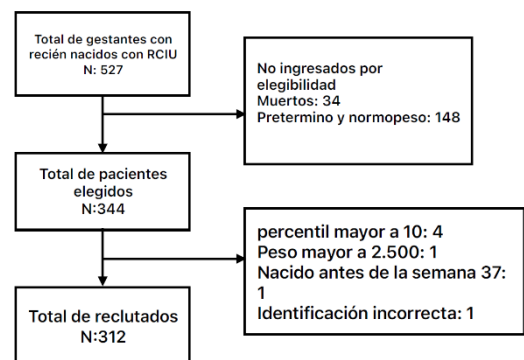 Total de gestantes con
recién nacidos con RCIU
N: 527
No ingresados por
elegibilidad
Muertos: 34
Pretermino y normopeso: 148
Total de pacientes
elegidos
N:344
percentil mayor a 10: 4
Peso mayor a 2.500: 1
Nacido antes de la semana 37:
1
Identificación incorrecta: 1
Total de reclutados
N:312